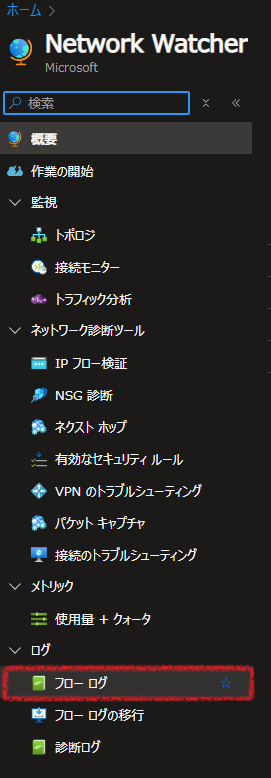 ホーム
Network Watcher
Microsoft
検索
概要
作業の開始
監視
トポロジ
接続モニター
トラフィック分析
ネットワーク診断ツール
IP フロー検証
NSG 診断
ネクスト ホップ
有効なセキュリティ ルール
VPN のトラブルシューティング
パケット キャプチャ
接続のトラブルシューティング
メトリック
使用量 + クォータ
ログ
フロー ログ
フロー ログの移行
診断ログ